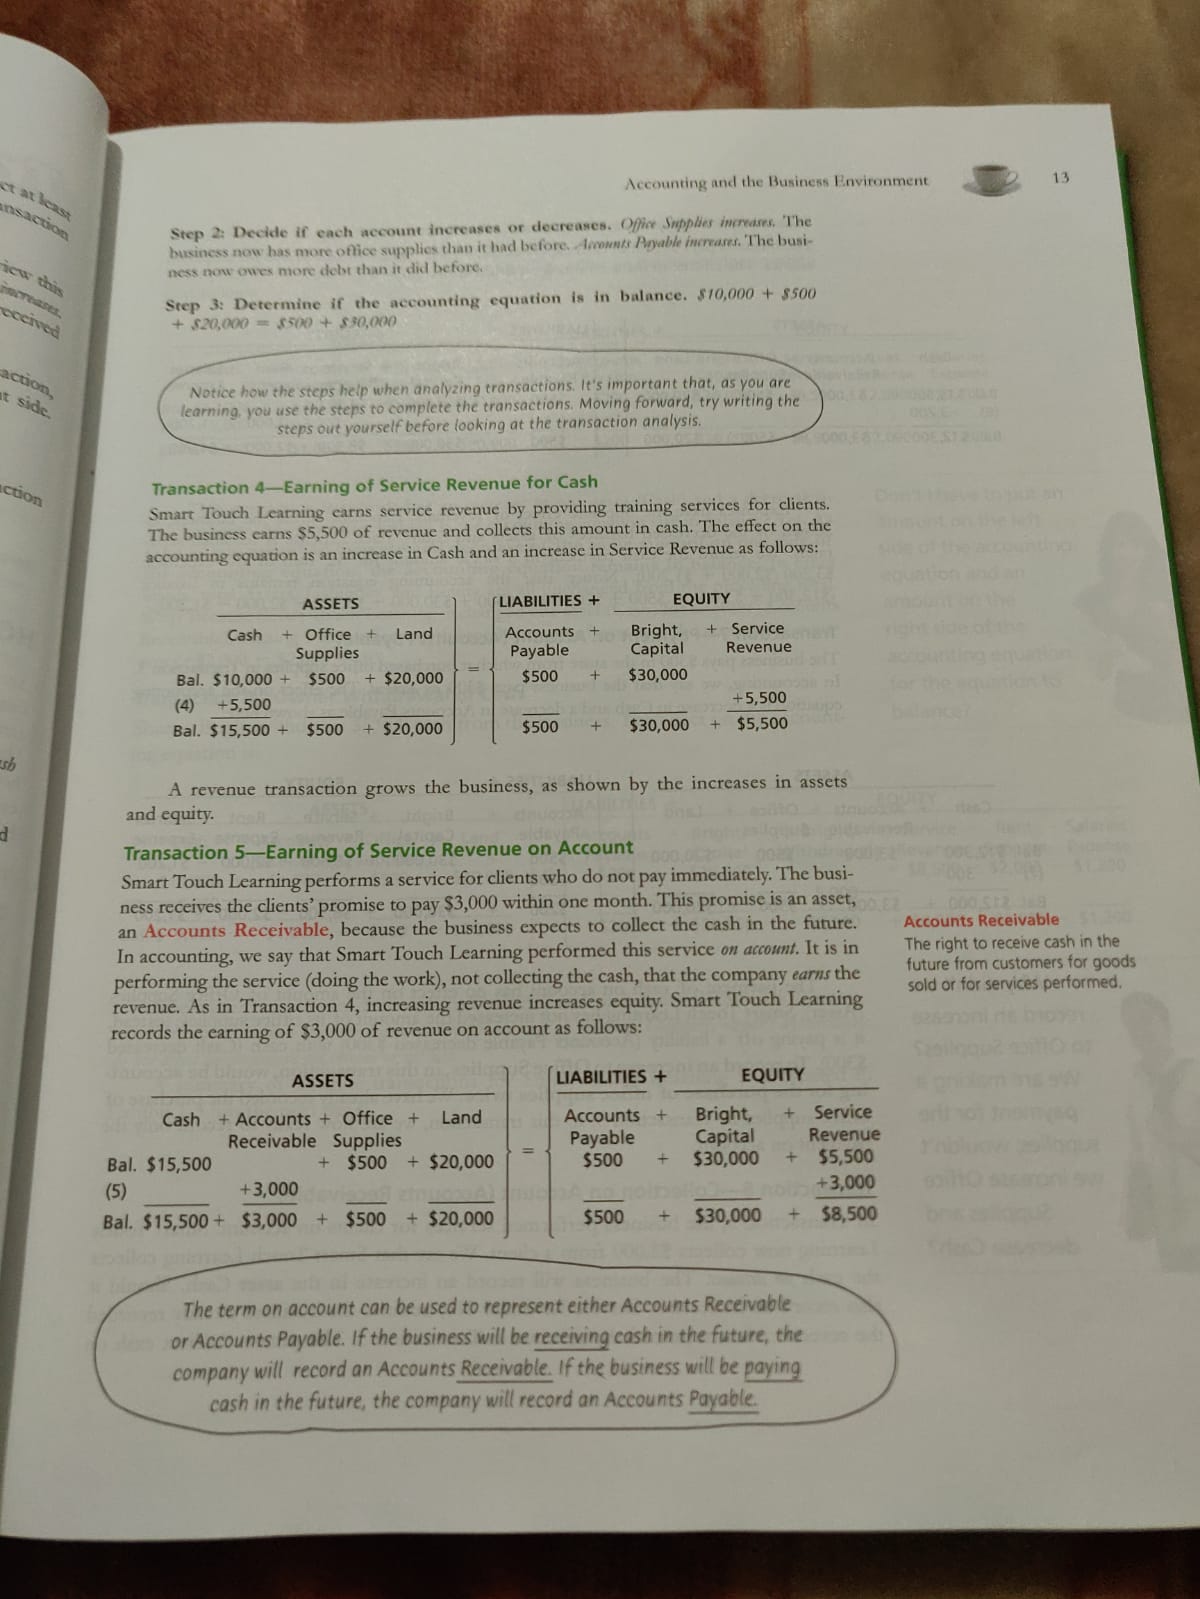 ct at least
ansaction
view this
increases.
received
action,
t side.
action
sh
d
Accounting and the Business Environment 13
Step 2: Decide if each account increases or decreases. Office Supplies increases. The
business now has more office supplies than it had before. Accounts Payable increases. The busi-
ness now owes more debt than it did before.
Step 3: Determine if the accounting equation is in balance. $10,000 + $500
+ $20,000 = $500 + $30,000
Notice how the steps help when analyzing transactions. It's important that, as you are
learning, you use the steps to complete the transactions. Moving forward, try writing the
steps out yourself before looking at the transaction analysis.
Transaction 4—Earning of Service Revenue for Cash
Smart Touch Learning earns service revenue by providing training services for clients.
The business earns $5,500 of revenue and collects this amount in cash. The effect on the
accounting equation is an increase in Cash and an increase in Service Revenue as follows:
ASSETS LIABILITIES + EQUITY
Cash + Office + Land Accounts + Bright, + Service
Supplies Payable Capital Revenue
Bal. $10,000 + $500 + $20,000 = $500 + $30,000
(4) +5,500 +5,500
Bal. $15,500 + $500 + $20,000 $500 + $30,000 + $5,500
A revenue transaction grows the business, as shown by the increases in assets
and equity.
Transaction 5—Earning of Service Revenue on Account
Smart Touch Learning performs a service for clients who do not pay immediately. The busi-
ness receives the clients' promise to pay $3,000 within one month. This promise is an asset,
an Accounts Receivable, because the business expects to collect the cash in the future.
In accounting, we say that Smart Touch Learning performed this service on account. It is in
performing the service (doing the work), not collecting the cash, that the company earns the
revenue. As in Transaction 4, increasing revenue increases equity. Smart Touch Learning
records the earning of $3,000 of revenue on account as follows:
Accounts Receivable
The right to receive cash in the
future from customers for goods
sold or for services performed.
ASSETS LIABILITIES + EQUITY
Cash + Accounts + Office + Land Accounts + Bright, + Service
Receivable Supplies Payable Capital Revenue
Bal. $15,500 + $500 + $20,000 = $500 + $30,000 + $5,500
(5) +3,000 +3,000
Bal. $15,500 + $3,000 + $500 + $20,000 $500 + $30,000 + $8,500
The term on account can be used to represent either Accounts Receivable
or Accounts Payable. If the business will be receiving cash in the future, the
company will record an Accounts Receivable. If the business will be paying
cash in the future, the company will record an Accounts Payable.